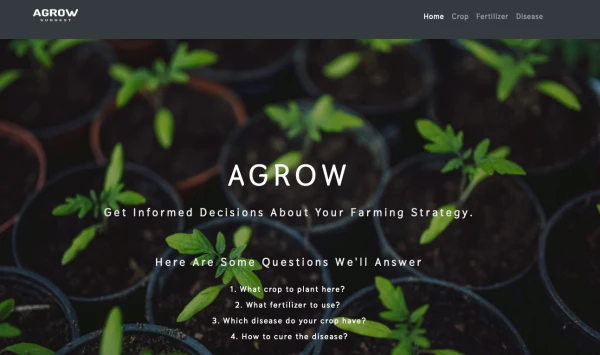 AGROW
SUGGEST
Home Crop Fertilizer Disease
AGROW
Get Informed Decisions About Your Farming Strategy.
Here Are Some Questions We'll Answer
1. What crop to plant here?
2. What fertilizer to use?
3. Which disease do your crop have?
4. How to cure the disease?